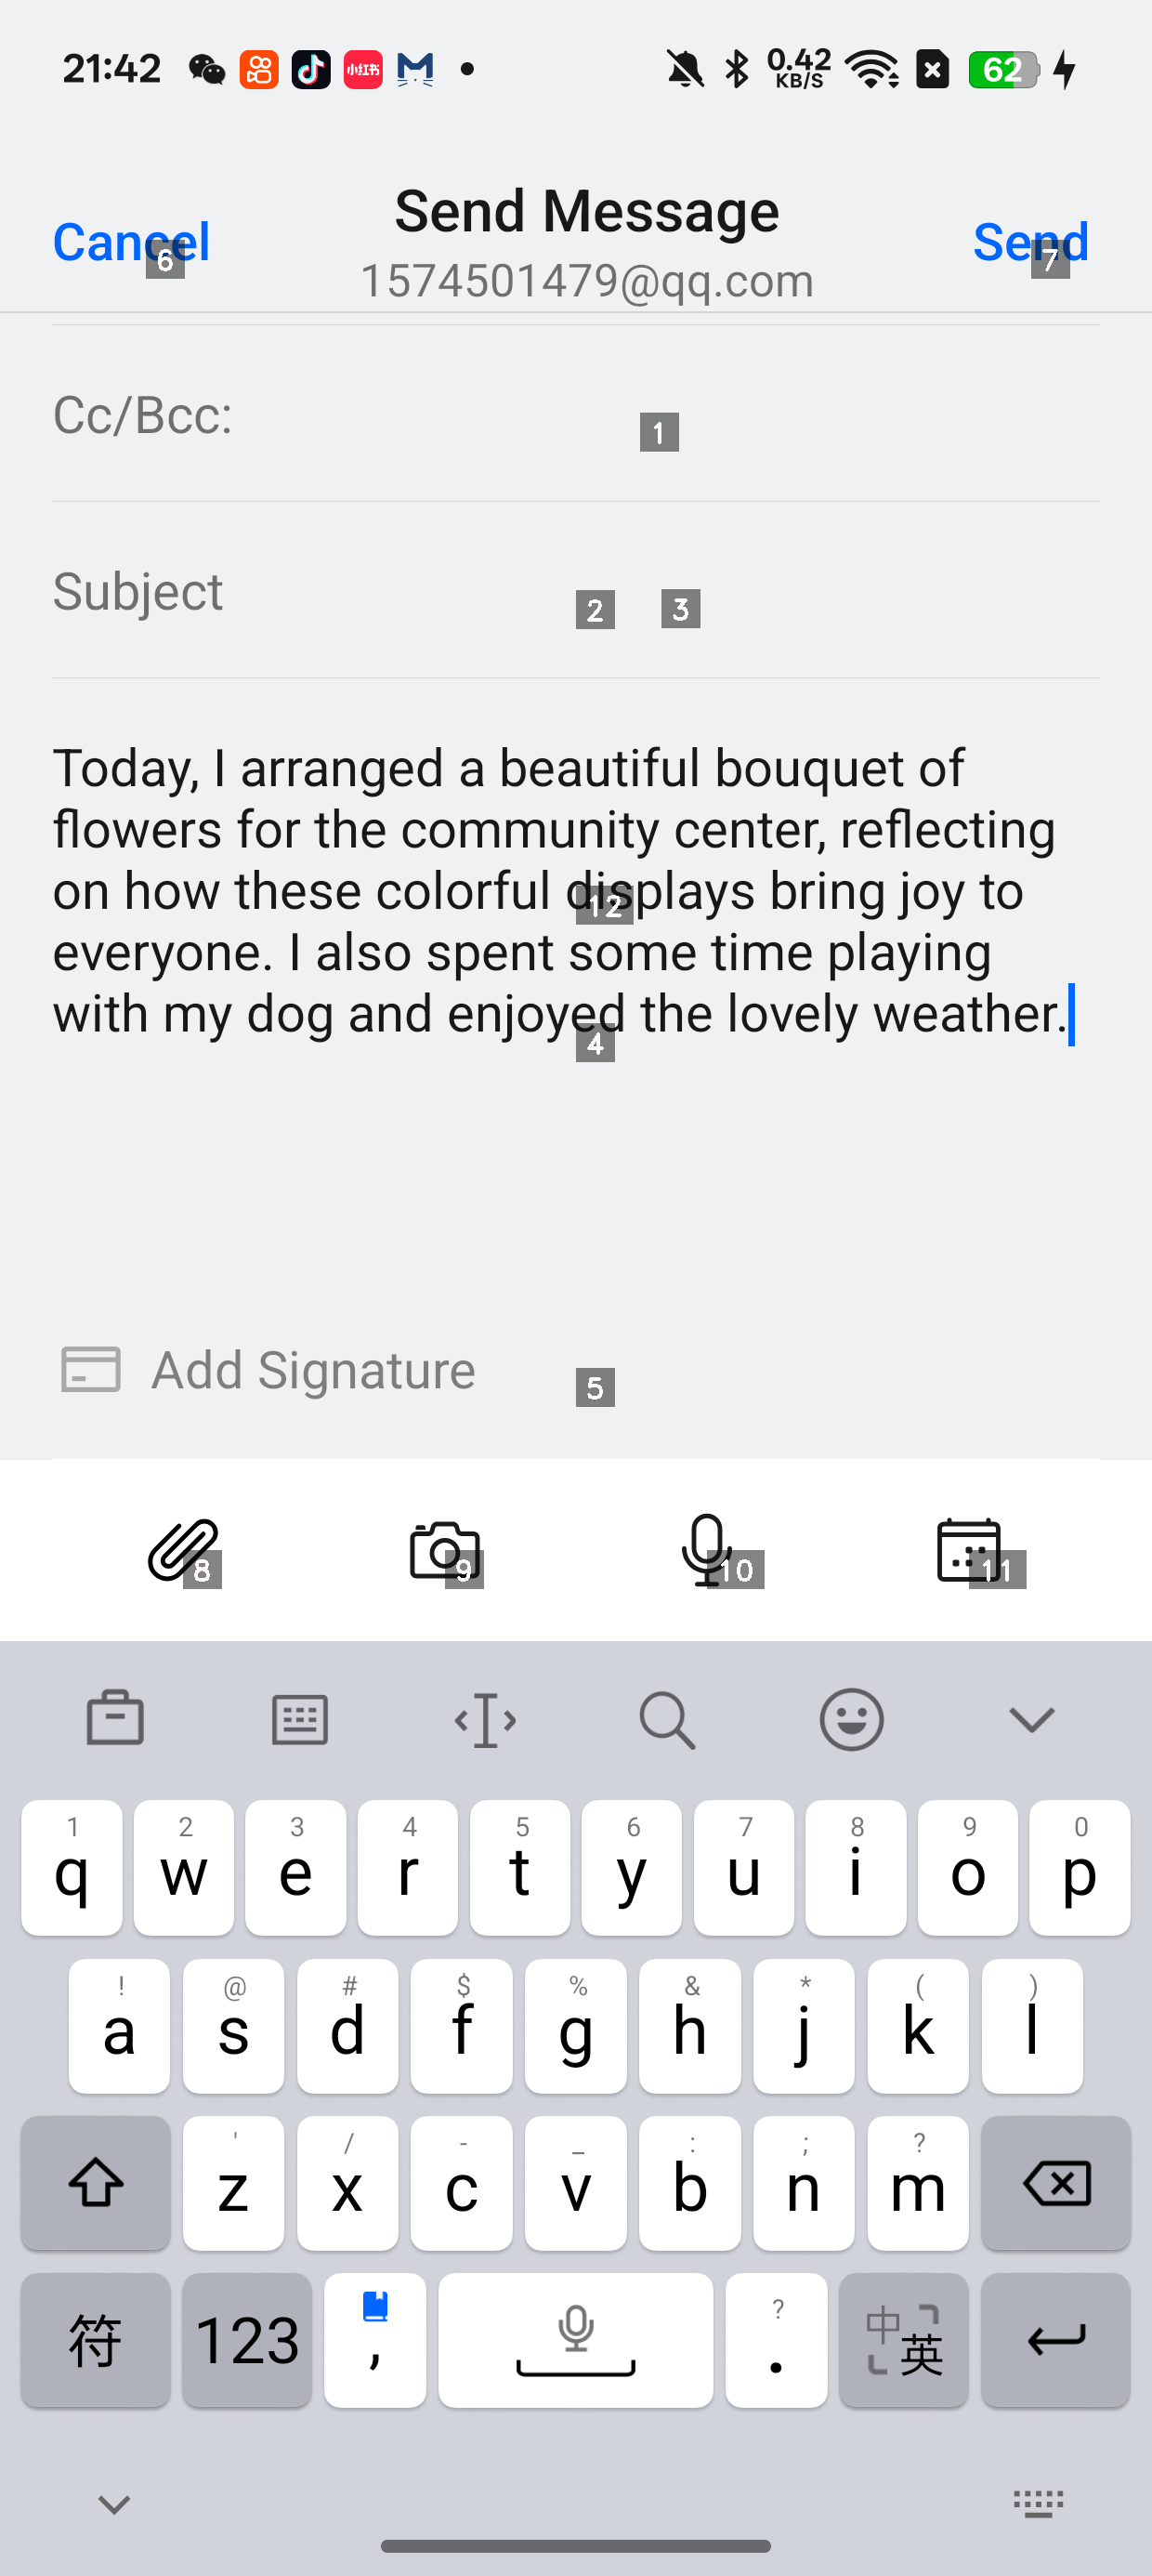 21:42 小红书 0.42 KB/S 62
Send Message
Cancel Send
6 7
1574501479@qq.com
Cc/Bcc:
1
Subject
2 3
Today, I arranged a beautiful bouquet of
flowers for the community center, reflecting
on how these colorful displays bring joy to
12
everyone. I also spent some time playing
with my dog and enjoyed the lovely weather.
4
Add Signature
5
8 9 10 11
1 2 3 4 5 6 7 8 9 0
q w e r t y u i o p
! @ # $ % & * ( )
a s d f g h j k l
' / - _ : ; ?
z x c v b n m
符 123 , ? . 中 英